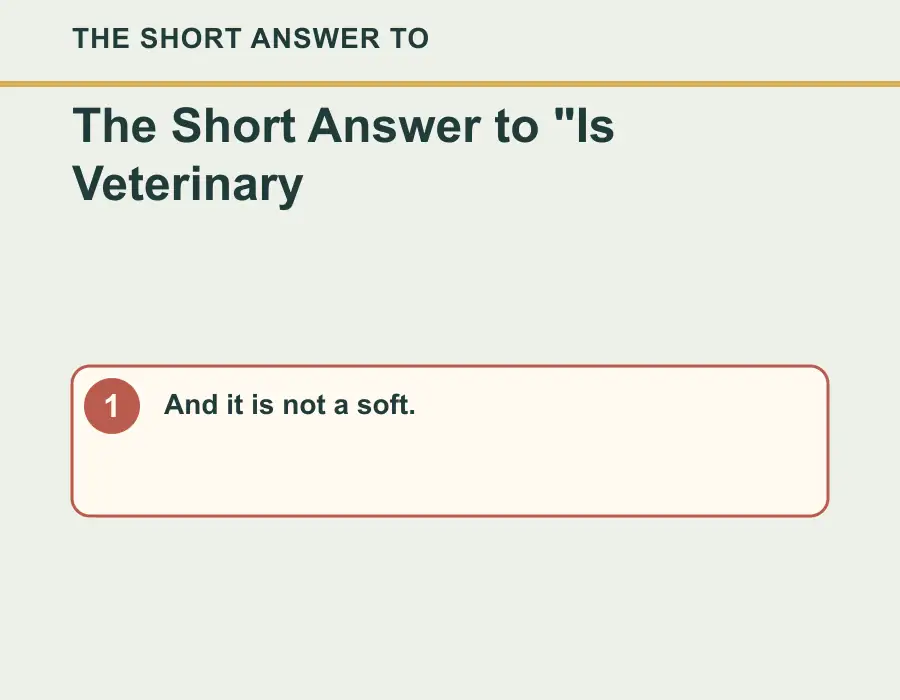 THE SHORT ANSWER TO
The Short Answer to "Is
Veterinary
1
And it is not a soft.